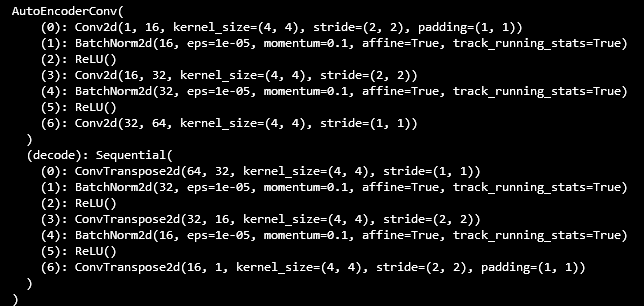 AutoEncoderConv(
(0): Conv2d(1, 16, kernel_size=(4, 4), stride=(2, 2), padding=(1, 1))
(1): BatchNorm2d(16, eps=1e-05, momentum=0.1, affine=True, track_running_stats=True)
(2): ReLU()
(3): Conv2d(16, 32, kernel_size=(4, 4), stride=(2, 2))
(4): BatchNorm2d(32, eps=1e-05, momentum=0.1, affine=True, track_running_stats=True)
(5): ReLU()
(6): Conv2d(32, 64, kernel_size=(4, 4), stride=(1, 1))
)
(decode): Sequential(
(0): ConvTranspose2d(64, 32, kernel_size=(4, 4), stride=(1, 1))
(1): BatchNorm2d(32, eps=1e-05, momentum=0.1, affine=True, track_running_stats=True)
(2): ReLU()
(3): ConvTranspose2d(32, 16, kernel_size=(4, 4), stride=(2, 2))
(4): BatchNorm2d(16, eps=1e-05, momentum=0.1, affine=True, track_running_stats=True)
(5): ReLU()
(6): ConvTranspose2d(16, 1, kernel_size=(4, 4), stride=(2, 2), padding=(1, 1))
)
)